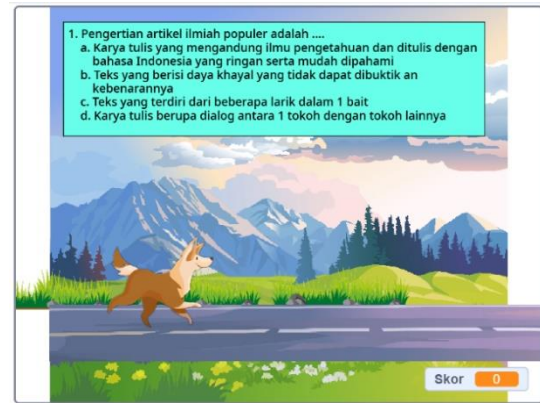 1. Pengertian artikel ilmiah populer adalah ....
a. Karya tulis yang mengandung ilmu pengetahuan dan ditulis dengan
bahasa Indonesia yang ringan serta mudah dipahami
b. Teks yang berisi daya khayal yang tidak dapat dibuktik an
kebenarannya
c. Teks yang terdiri dari beberapa larik dalam 1 bait
d. Karya tulis berupa dialog antara 1 tokoh dengan tokoh lainnya
Skor 0